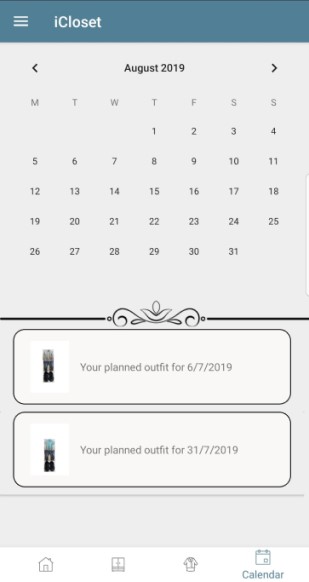 iCloset
August 2019
M T W T F S S
1 2 3 4
5 6 7 8 9 10 11
12 13 14 15 16 17 18
19 20 21 22 23 24 25
26 27 28 29 30 31
Your planned outfit for 6/7/2019
Your planned outfit for 31/7/2019
Calendar